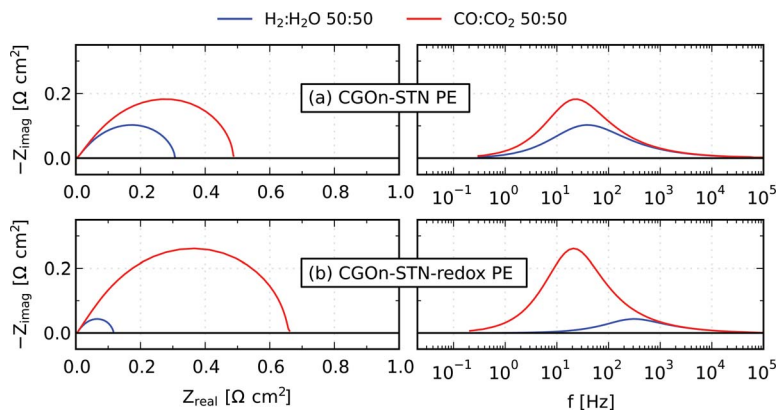 H₂:H₂O 50:50 CO:CO₂ 50:50
(a) CGOn-STN PE
−Z_imag [Ω cm²]
0.2
0.0
0.0 0.2 0.4 0.6 0.8 1.0
10⁻¹ 10⁰ 10¹ 10² 10³ 10⁴ 10⁵
(b) CGOn-STN-redox PE
−Z_imag [Ω cm²]
0.2
0.0
0.0 0.2 0.4 0.6 0.8 1.0
10⁻¹ 10⁰ 10¹ 10² 10³ 10⁴ 10⁵
Z_real [Ω cm²]
f [Hz]